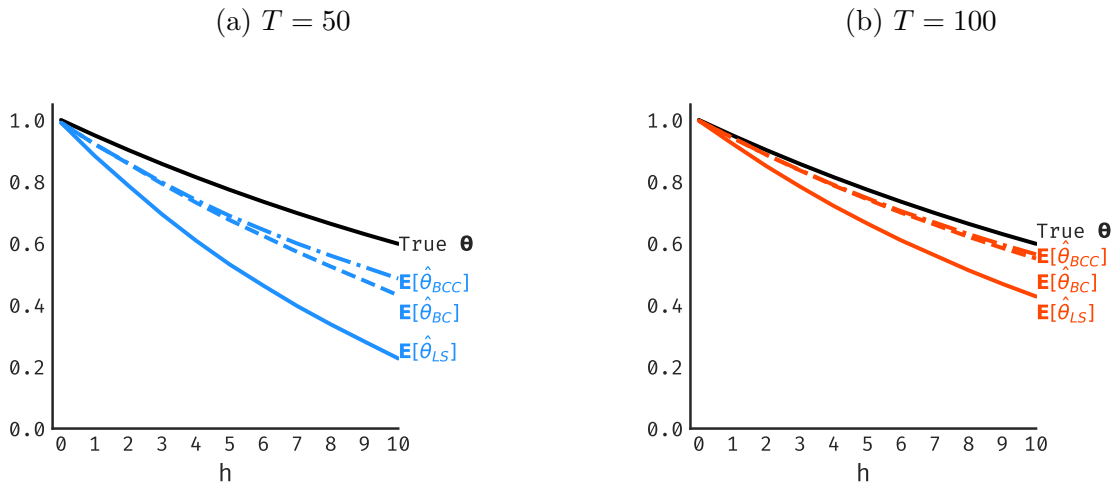 (a) T = 50
1.0
0.8
0.6
0.4
0.2
0.0
0 1 2 3 4 5 6 7 8 9 10
h
True θ
E[θ̂_BCC]
E[θ̂_BC]
E[θ̂_LS]
(b) T = 100
1.0
0.8
0.6
0.4
0.2
0.0
0 1 2 3 4 5 6 7 8 9 10
h
True θ
E[θ̂_BCC]
E[θ̂_BC]
E[θ̂_LS]